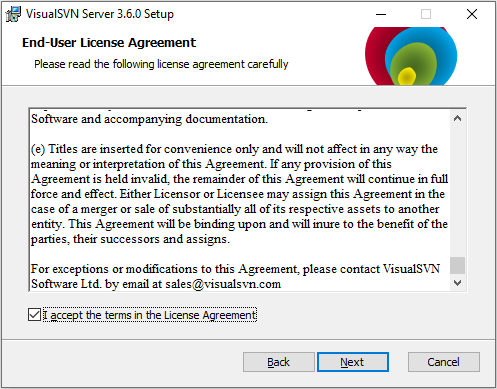 VisualSVN Server 3.6.0 Setup
End-User License Agreement
Please read the following license agreement carefully
Software and accompanying documentation.
(e) Titles are inserted for convenience only and will not affect in any way the
meaning or interpretation of this Agreement. If any provision of this
Agreement is held invalid, the remainder of this Agreement will continue in full
force and effect. Either Licensor or Licensee may assign this Agreement in the
case of a merger or sale of substantially all of its respective assets to another
entity. This Agreement will be binding upon and will inure to the benefit of the
parties, their successors and assigns.
For exceptions or modifications to this Agreement, please contact VisualSVN
Software Ltd. by email at sales@visualsvn.com
I accept the terms in the License Agreement
Back
Next
Cancel